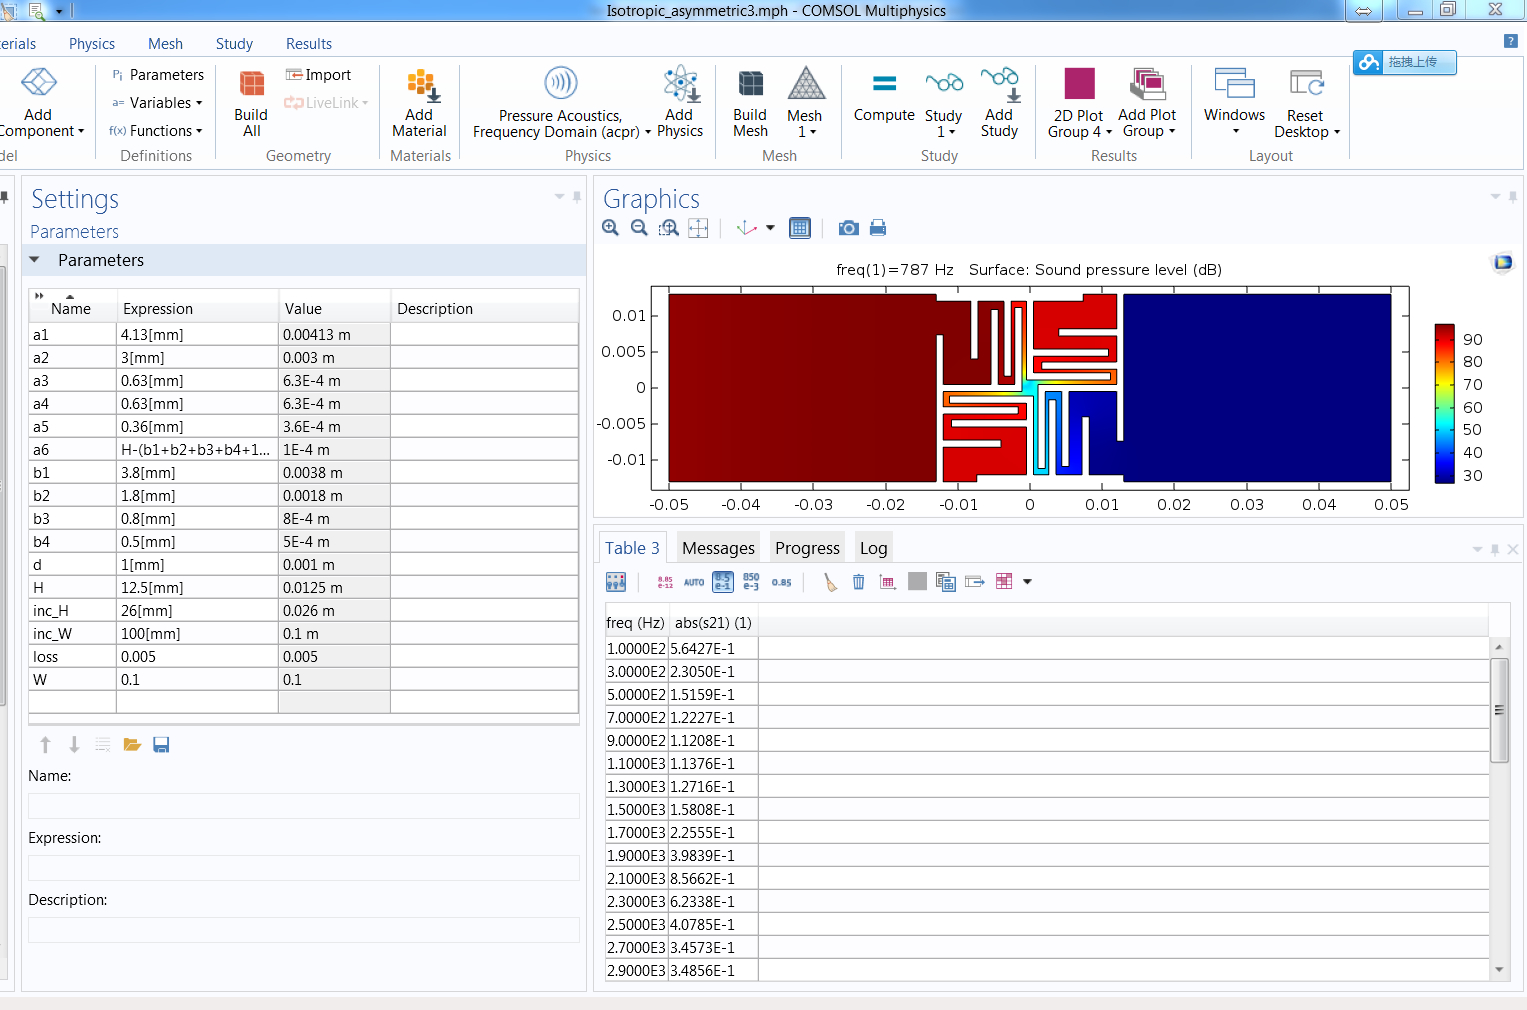 Isotropic_asymmetric3.mph - COMSOL Multiphysics
erials Physics Mesh Study Results
拖拽上传
Add Component
del
Pi Parameters
a= Variables
f(x) Functions
Definitions
Build All
Import
LiveLink
Geometry
Add Material
Materials
Pressure Acoustics, Frequency Domain (acpr)
Add Physics
Physics
Build Mesh
Mesh 1
Mesh
Compute
Study 1
Add Study
Study
2D Plot Group 4
Add Plot Group
Results
Windows
Reset Desktop
Layout
Settings
Parameters
Parameters
Name Expression Value Description
a1 4.13[mm] 0.00413 m
a2 3[mm] 0.003 m
a3 0.63[mm] 6.3E-4 m
a4 0.63[mm] 6.3E-4 m
a5 0.36[mm] 3.6E-4 m
a6 H-(b1+b2+b3+b4+1... 1E-4 m
b1 3.8[mm] 0.0038 m
b2 1.8[mm] 0.0018 m
b3 0.8[mm] 8E-4 m
b4 0.5[mm] 5E-4 m
d 1[mm] 0.001 m
H 12.5[mm] 0.0125 m
inc_H 26[mm] 0.026 m
inc_W 100[mm] 0.1 m
loss 0.005 0.005
W 0.1 0.1
Name:
Expression:
Description:
Graphics
freq(1)=787 Hz Surface: Sound pressure level (dB)
0.01
0.005
0
-0.005
-0.01
-0.05 -0.04 -0.03 -0.02 -0.01 0 0.01 0.02 0.03 0.04 0.05
90
80
70
60
50
40
30
Table 3 Messages Progress Log
8.85 e-12 AUTO 8.5 e-1 850 e-3 0.85
freq (Hz) abs(s21) (1)
1.0000E2 5.6427E-1
3.0000E2 2.3050E-1
5.0000E2 1.5159E-1
7.0000E2 1.2227E-1
9.0000E2 1.1208E-1
1.1000E3 1.1376E-1
1.3000E3 1.2716E-1
1.5000E3 1.5808E-1
1.7000E3 2.2555E-1
1.9000E3 3.9839E-1
2.1000E3 8.5662E-1
2.3000E3 6.2338E-1
2.5000E3 4.0785E-1
2.7000E3 3.4573E-1
2.9000E3 3.4856E-1